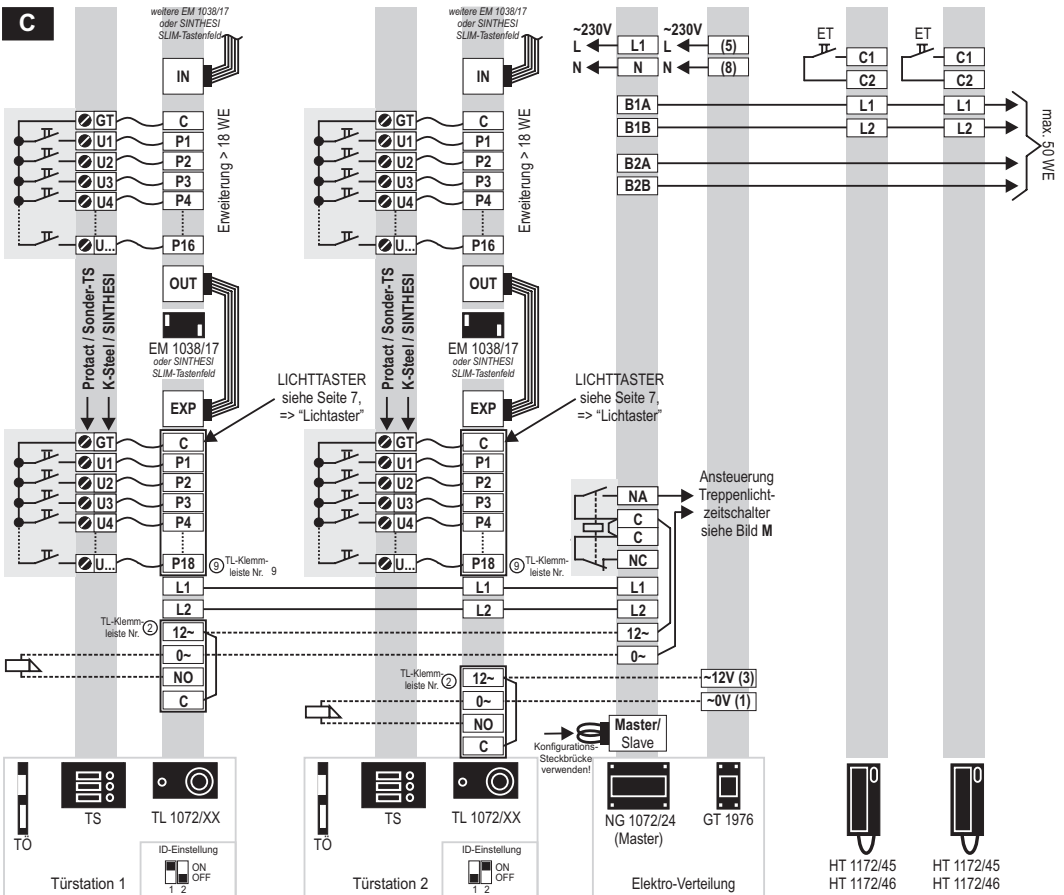 C
weitere EM 1038/17
oder SINTHESI
SLIM-Tastenfeld
IN
GT
C
U1
P1
U2
P2
U3
P3
U4
P4
U...
P16
Erweiterung > 18 WE
OUT
Protact / Sonder-TS
K-Steel / SINTHESI
EM 1038/17
oder SINTHESI
SLIM-Tastenfeld
EXP
LICHTTASTER
siehe Seite 7,
=> “Lichtaster”
GT
C
U1
P1
U2
P2
U3
P3
U4
P4
U...
P18
9 TL-Klemm-
leiste Nr. 9
L1
L2
TL-Klemm-
leiste Nr. 2
12~
0~
NO
C
weitere EM 1038/17
oder SINTHESI
SLIM-Tastenfeld
IN
GT
C
U1
P1
U2
P2
U3
P3
U4
P4
U...
P16
Erweiterung > 18 WE
OUT
Protact / Sonder-TS
K-Steel / SINTHESI
EM 1038/17
oder SINTHESI
SLIM-Tastenfeld
EXP
LICHTTASTER
siehe Seite 7,
=> “Lichtaster”
GT
C
U1
P1
U2
P2
U3
P3
U4
P4
U...
P18
9 TL-Klemm-
leiste Nr.
L1
L2
TL-Klemm-
leiste Nr. 2
12~
0~
NO
C
~230V
L
L1
N
N
~230V
L
(5)
N
(8)
B1A
B1B
B2A
B2B
ET
C1
C2
L1
L2
ET
C1
C2
L1
L2
max. 50 WE
NA
C
C
NC
L1
L2
12~
0~
Ansteuerung
Treppenlicht-
zeitschalter
siehe Bild M
~12V (3)
~0V (1)
Master/
Slave
Konfigurations-
Steckbrücke
verwenden!
TÖ
TS
TL 1072/XX
ID-Einstellung
ON
OFF
1 2
Türstation 1
TÖ
TS
TL 1072/XX
ID-Einstellung
ON
OFF
1 2
Türstation 2
NG 1072/24
(Master)
GT 1976
Elektro-Verteilung
HT 1172/45
HT 1172/46
HT 1172/45
HT 1172/46